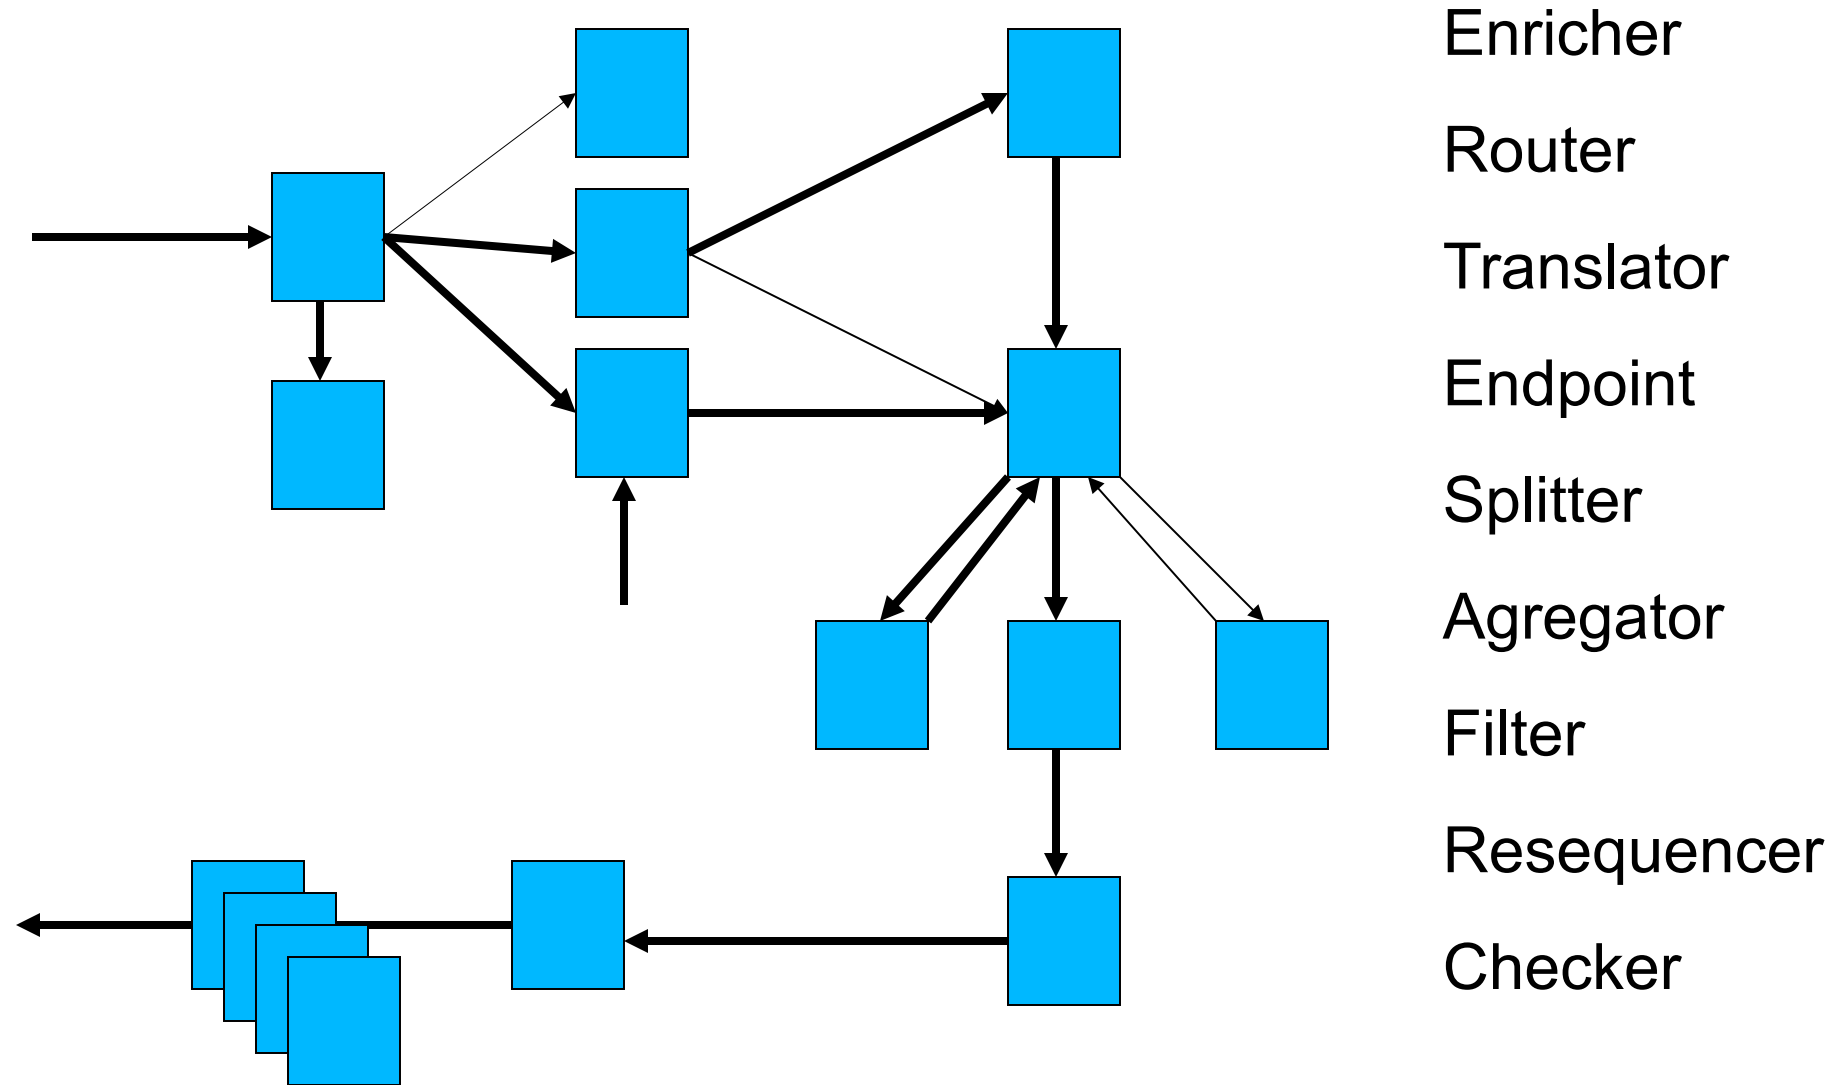 Enricher
Router
Translator
Endpoint
Splitter
Agregator
Filter
Resequencer
Checker